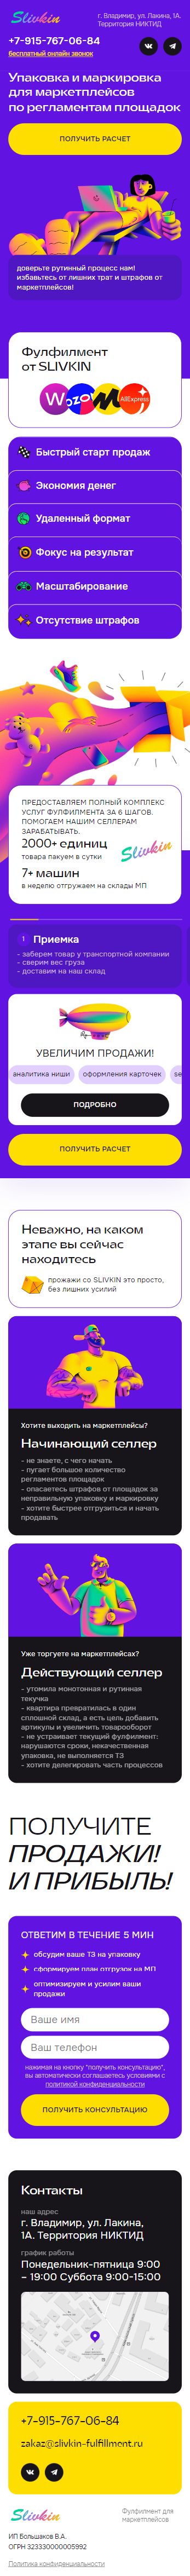 Slivkin
г. Владимир, ул. Лакина, 1А.
Территория НИКТИД
+7-915-767-06-84
бесплатный онлайн звонок
Упаковка и маркировка
для маркетплейсов
по регламентам площадок
ПОЛУЧИТЬ РАСЧЕТ
доверьте рутинный процесс нам!
избавьтесь от лишних трат и штрафов от
маркетплейсов!
Фулфилмент
от SLIVKIN
W
ozon
AliExpress
Быстрый старт продаж
Экономия денег
Удаленный формат
Фокус на результат
Масштабирование
Отсутствие штрафов
ПРЕДОСТАВЛЯЕМ ПОЛНЫЙ КОМПЛЕКС
УСЛУГ ФУЛФИЛМЕНТА ЗА 6 ШАГОВ.
ПОМОГАЕМ НАШИМ СЕЛЛЕРАМ
ЗАРАБАТЫВАТЬ.
2000+ единиц
товара пакуем в сутки
Slivkin
7+ машин
в неделю отгружаем на склады МП
1 Приемка
- заберем товар у транспортной компании
- сверим вес груза
- доставим на наш склад
УВЕЛИЧИМ ПРОДАЖИ!
аналитика ниши
оформления карточек
se
ПОДРОБНО
ПОЛУЧИТЬ РАСЧЕТ
Неважно, на каком
этапе вы сейчас
находитесь
прожажи со SLIVKIN это просто,
без лишних усилий
Хотите выходить на маркетплейсы?
Начинающий селлер
- не знаете, с чего начать
- пугает большое количество
регламентов площадок
- опасаетесь штрафов от площадок за
неправильную упаковку и маркировку
- хотите быстрее отгрузиться и начать
продавать
Уже торгуете на маркетплейсах?
Действующий селлер
- утомила монотонная и рутинная
текучка
- квартира превратилась в один
сплошной склад, а есть цель добавить
артикулы и увеличить товарооборот
- не устраивает текущий фулфилмент:
нарушаются сроки, некачественная
упаковка, не выполняется ТЗ
- хотите делегировать часть процессов
ПОЛУЧИТЕ
ПРОДАЖИ!
И ПРИБЫЛЬ!
ОТВЕТИМ В ТЕЧЕНИЕ 5 МИН
обсудим ваше ТЗ на упаковку
сформируем план отгрузок на МП
оптимизируем и усилим ваши
продажи
Ваше имя
Ваш телефон
нажимая на кнопку "получить консультацию",
вы автоматически соглашаетесь условиями с
политикой конфиденциальности
ПОЛУЧИТЬ КОНСУЛЬТАЦИЮ
Контакты
наш адрес
г. Владимир, ул. Лакина,
1А. Территория НИКТИД
график работы
Понедельник-пятница 9:00
– 19:00 Суббота 9:00-15:00
+7-915-767-06-84
zakaz@slivkin-fulfillment.ru
Slivkin
Фулфилмент для
маркетплейсов
ИП Большаков В.А.
ОГРН 323330000005992
Политика конфиденциальности